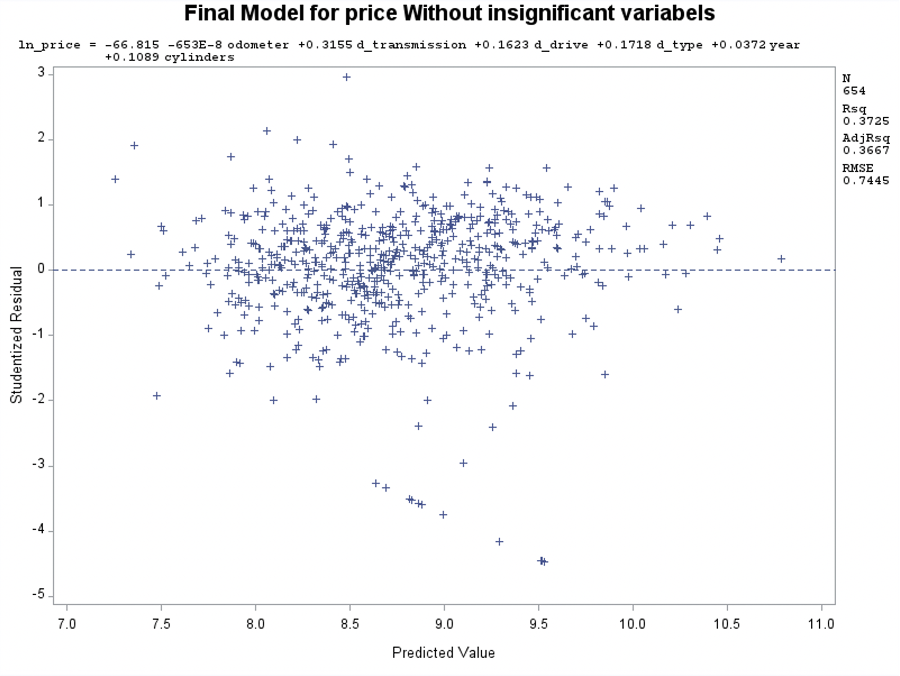 Final Model for price Without insignificant variabels
ln_price = -66.815 -653E-8 odometer +0.3155 d_transmission +0.1623 d_drive +0.1718 d_type +0.0372 year
+0.1089 cylinders
N
654
Rsq
0.3725
AdjRsq
0.3667
RMSE
0.7445
3
2
1
0
-1
-2
-3
-4
-5
Studentized Residual
7.0 7.5 8.0 8.5 9.0 9.5 10.0 10.5 11.0
Predicted Value